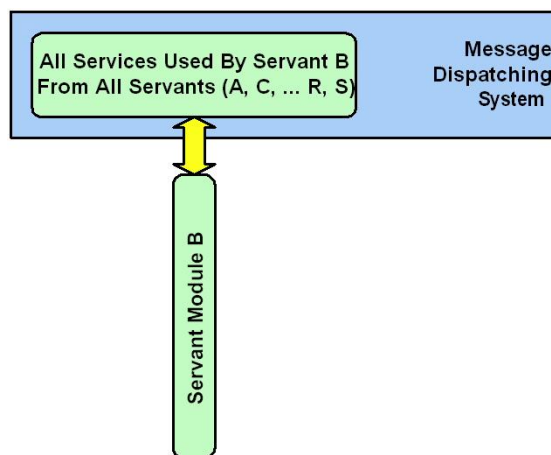 All Services Used By Servant B
From All Servants (A, C, ... R, S)
Message
Dispatching
System
Servant Module B